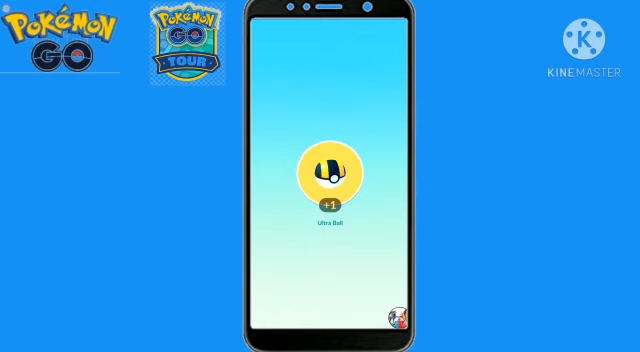 POKéMON
GO
POKéMON
GO
TOUR
K
KINEMASTER
+1
Ultra Ball